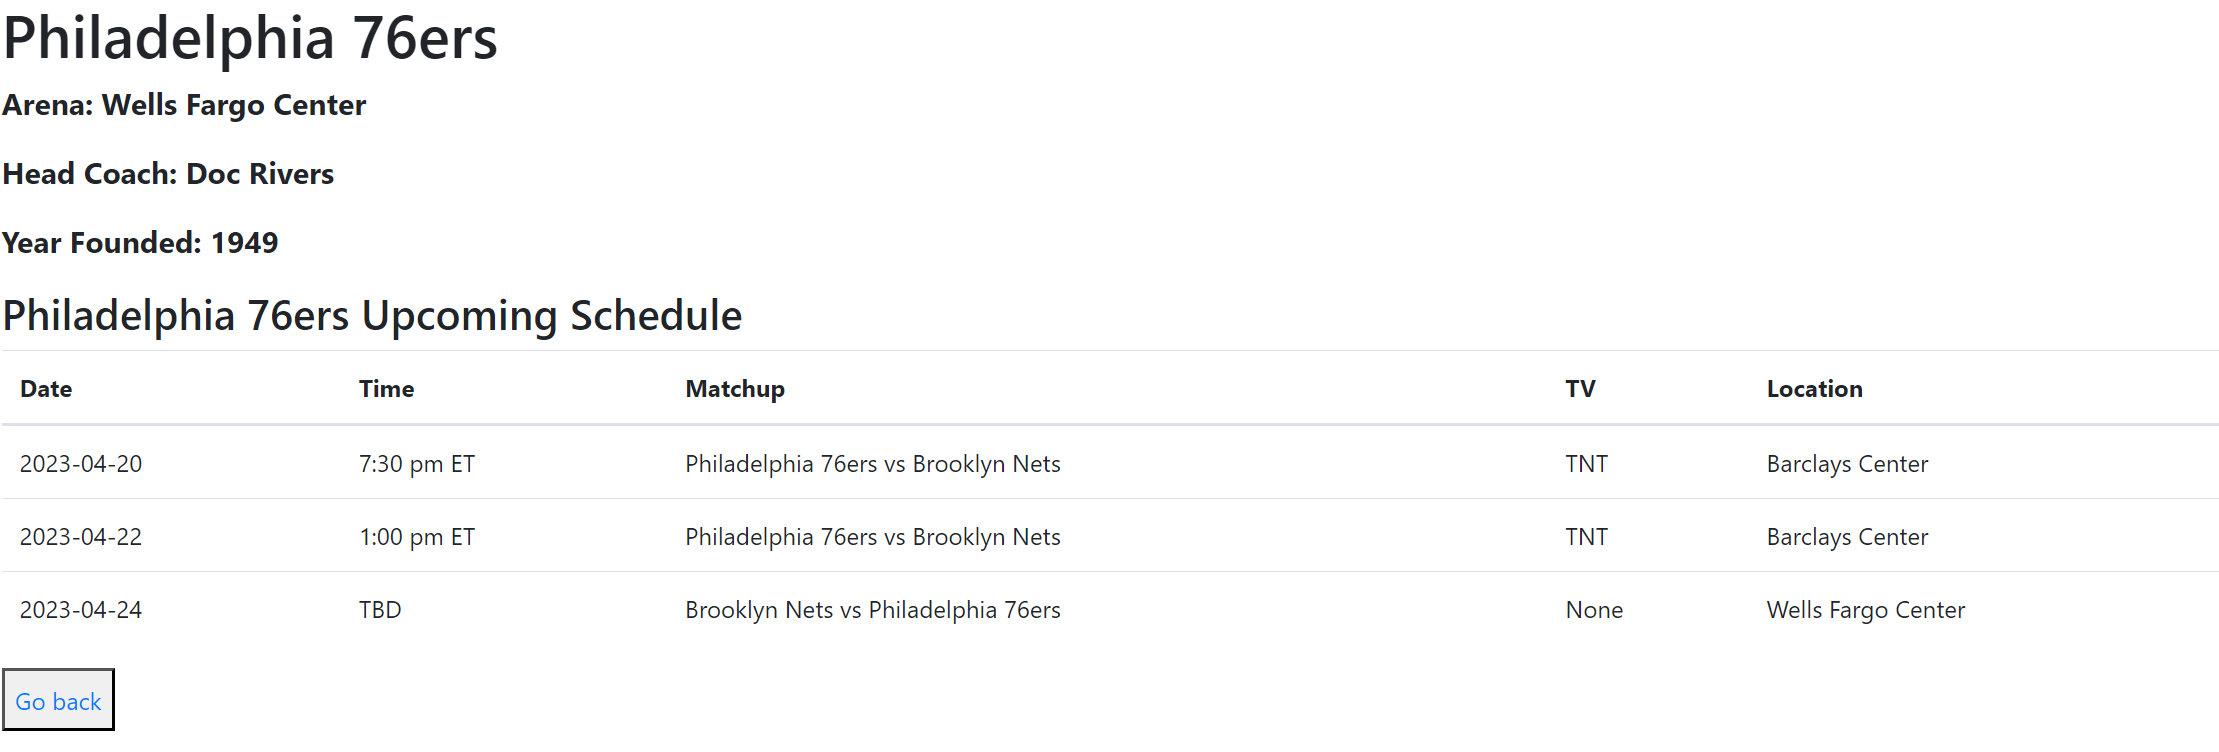 Philadelphia 76ers
Arena: Wells Fargo Center
Head Coach: Doc Rivers
Year Founded: 1949
Philadelphia 76ers Upcoming Schedule
Date Time Matchup TV Location
2023-04-20 7:30 pm ET Philadelphia 76ers vs Brooklyn Nets TNT Barclays Center
2023-04-22 1:00 pm ET Philadelphia 76ers vs Brooklyn Nets TNT Barclays Center
2023-04-24 TBD Brooklyn Nets vs Philadelphia 76ers None Wells Fargo Center
Go back